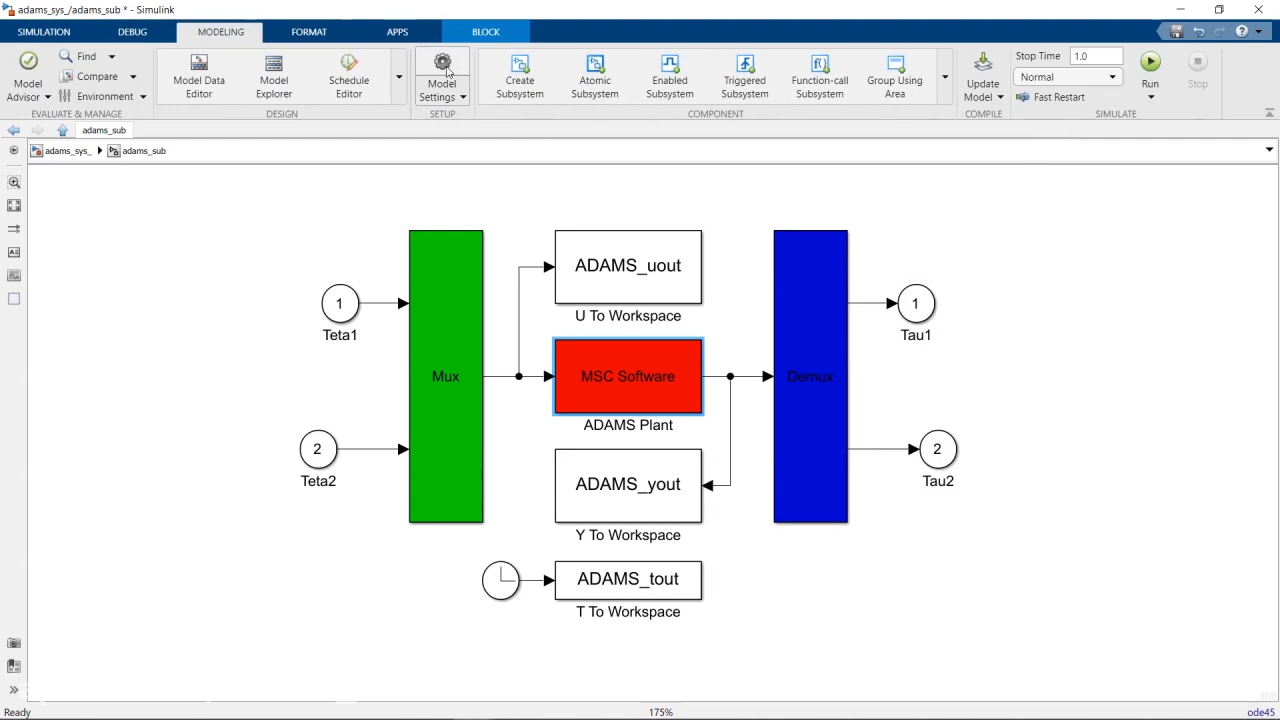 adams_sys_/adams_sub * - Simulink
SIMULATION DEBUG MODELING FORMAT APPS BLOCK
Model Advisor
Find
Compare
Environment
EVALUATE & MANAGE
Model Data Editor
Model Explorer
Schedule Editor
DESIGN
Model Settings
SETUP
Create Subsystem
Atomic Subsystem
Enabled Subsystem
Triggered Subsystem
Function-call Subsystem
Group Using Area
COMPONENT
Update Model
COMPILE
Stop Time 1.0
Normal
Fast Restart
Run
Stop
SIMULATE
adams_sub
adams_sys_ adams_sub
ADAMS_uout
U To Workspace
1
Teta1
Mux
MSC Software
ADAMS Plant
Demux
1
Tau1
2
Teta2
ADAMS_yout
Y To Workspace
2
Tau2
ADAMS_tout
T To Workspace
Ready 175% ode45